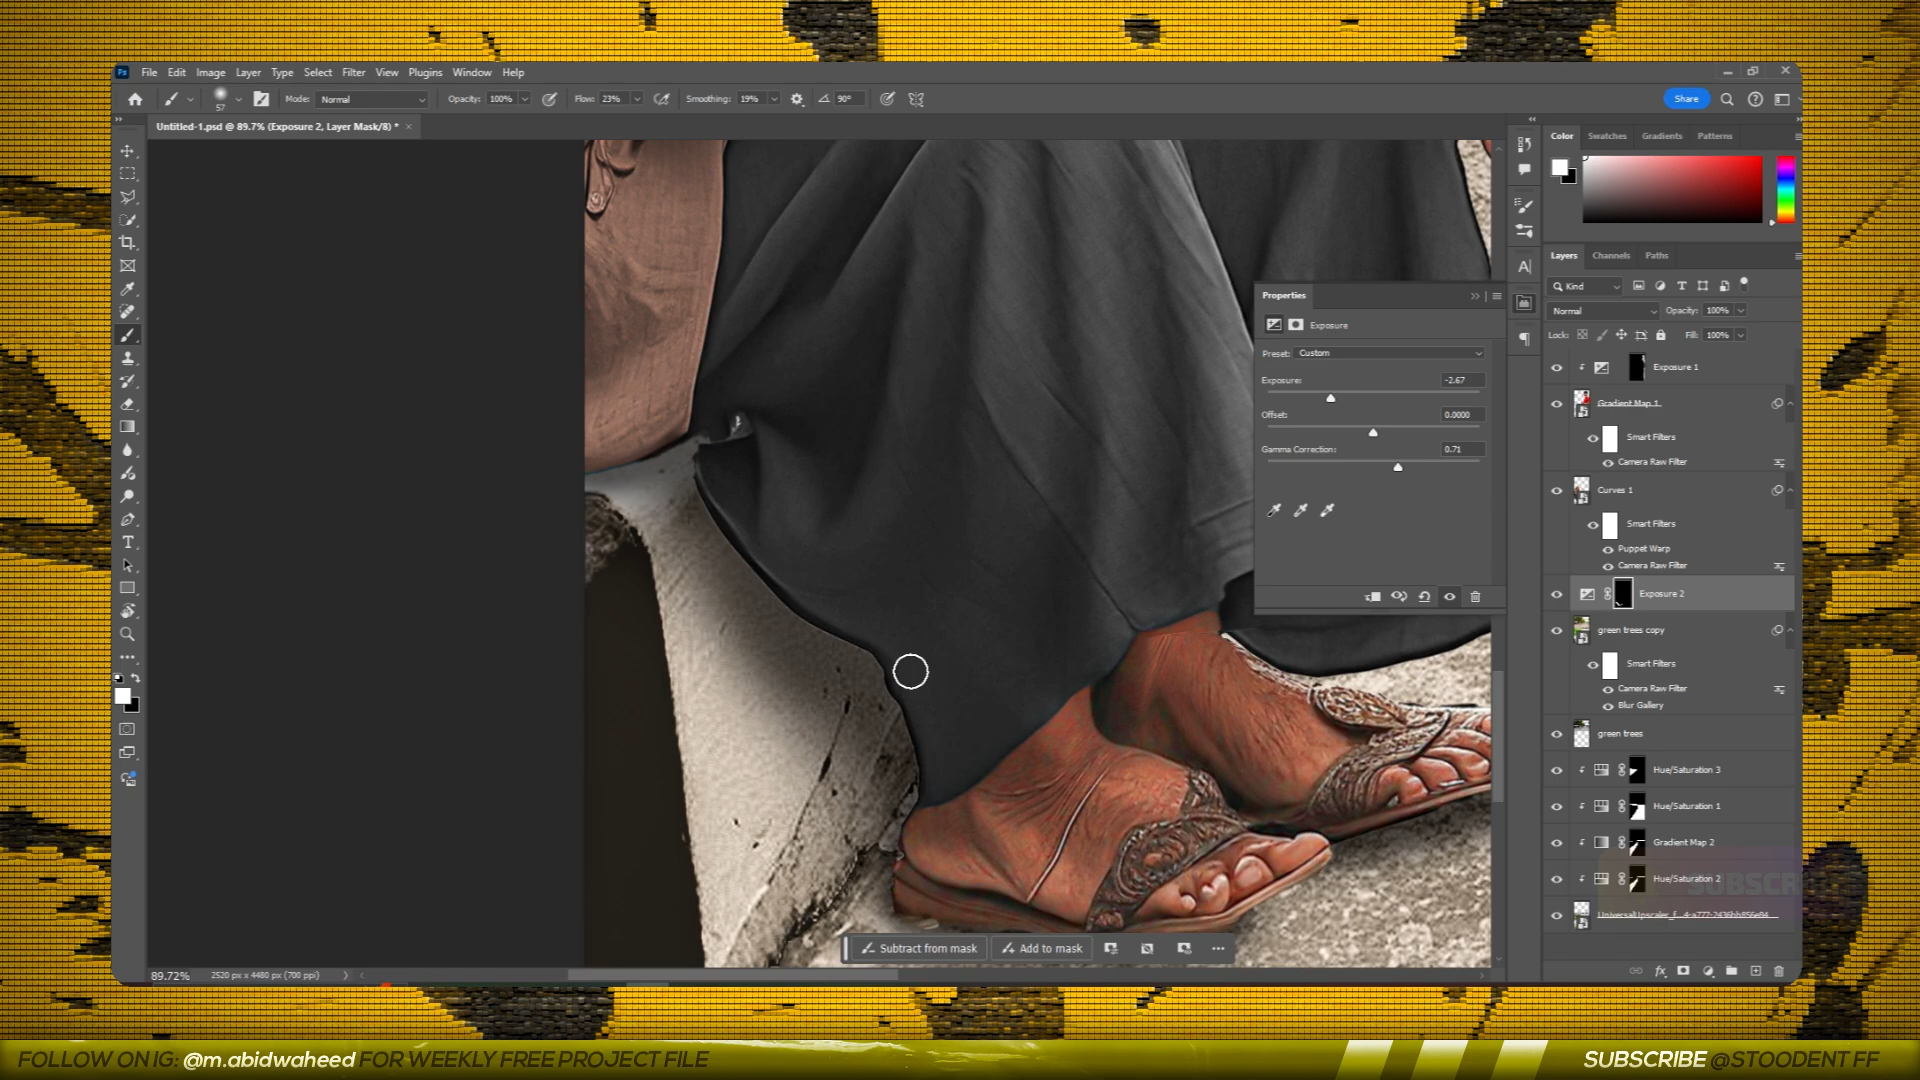 Ps File Edit Image Layer Type Select Filter View Plugins Window Help
57 Mode: Normal Opacity: 100% Flow: 23% Smoothing: 19% 90° Share
Untitled-1.psd @ 89.7% (Exposure 2, Layer Mask/8) *
Color Swatches Gradients Patterns
Layers Channels Paths
Kind
Normal Opacity: 100%
Lock: Fill: 100%
Exposure 1
Gradient Map 1
Smart Filters
Camera Raw Filter
Curves 1
Smart Filters
Puppet Warp
Camera Raw Filter
Exposure 2
green trees copy
Smart Filters
Camera Raw Filter
Blur Gallery
green trees
Hue/Saturation 3
Hue/Saturation 1
Gradient Map 2
Hue/Saturation 2
Properties
Exposure
Preset: Custom
Exposure: -2.67
Offset: 0.0000
Gamma Correction: 0.71
Subtract from mask Add to mask
89.72% 2520 px x 4480 px (700 ppi)
FOLLOW ON IG: @m.abidwaheed FOR WEEKLY FREE PROJECT FILE
SUBSCRIBE @STOODENT FF